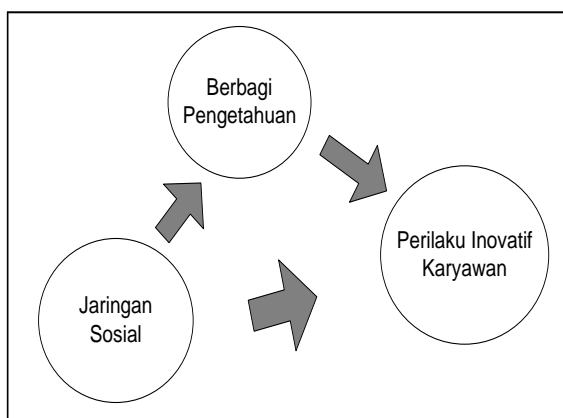 Berbagi
Pengetahuan
Perilaku Inovatif
Karyawan
Jaringan
Sosial